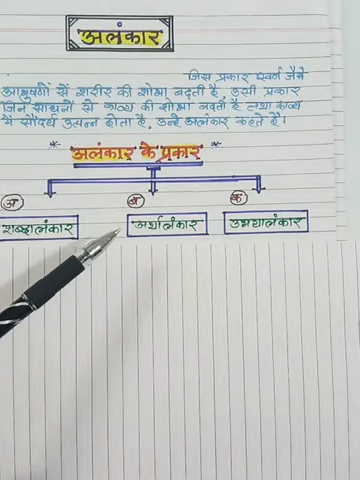 अलंकार
जिस प्रकार स्वर्ण जैसे
आभुषणों सें शरीर की शोभा बढ़ती है, उसी प्रकार
जिन साधनों से काव्य की शोभा बढ़ती है तथा काव्य
में सौंदर्य उत्पन्न होता है, उन्हें अलंकार कहते है।
* अलंकार के प्रकार *
अ ब क
शब्दालंकार अर्थालंकार उभयालंकार